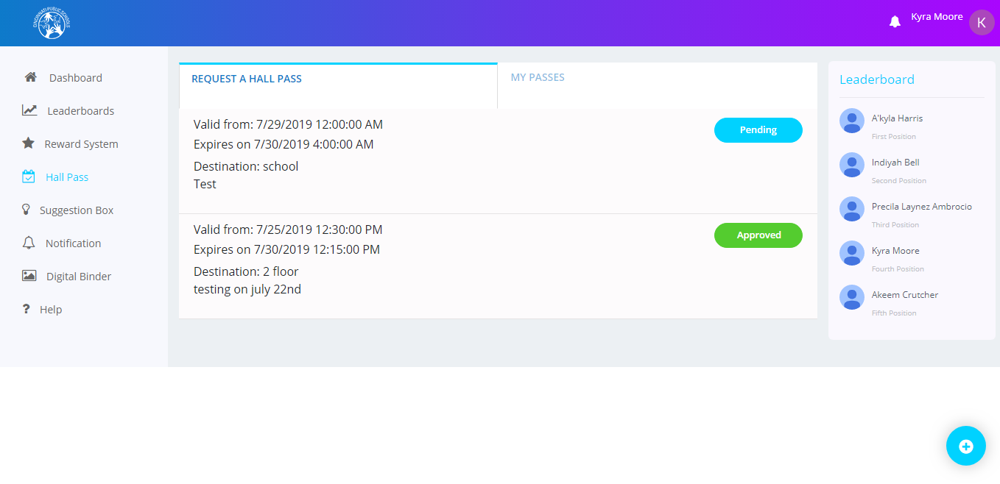 CINCINNATI PUBLIC SCHOOLS
Kyra Moore
K
Dashboard
Leaderboards
Reward System
Hall Pass
Suggestion Box
Notification
Digital Binder
Help
REQUEST A HALL PASS
MY PASSES
Valid from: 7/29/2019 12:00:00 AM
Expires on 7/30/2019 4:00:00 AM
Destination: school
Test
Pending
Valid from: 7/25/2019 12:30:00 PM
Expires on 7/30/2019 12:15:00 PM
Destination: 2 floor
testing on july 22nd
Approved
Leaderboard
A'kyla Harris
First Position
Indiyah Bell
Second Position
Precila Laynez Ambrocio
Third Position
Kyra Moore
Fourth Position
Akeem Crutcher
Fifth Position